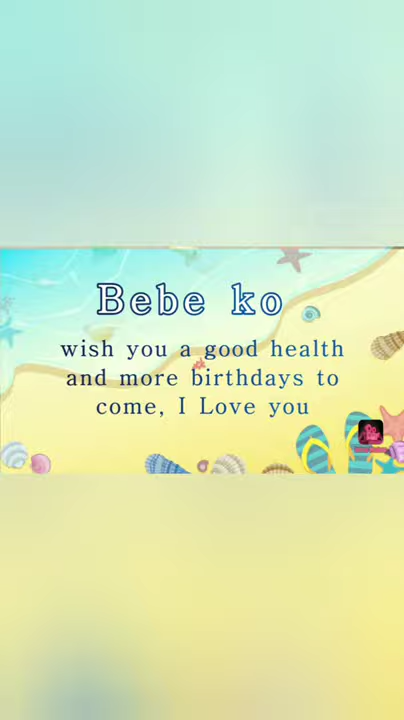 Bebe ko
wish you a good health
and more birthdays to
come, I Love you